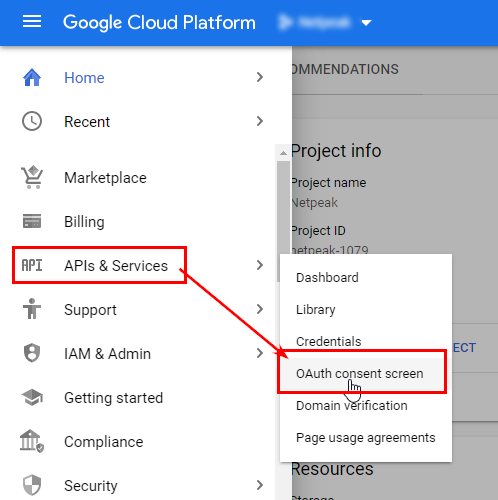 Google Cloud Platform
Home
OMMENDATIONS
Recent
Project info
Marketplace
Project name
Netpeak
Billing
Project ID
netpeak-1079
API
APIs & Services
Dashboard
Support
Library
Credentials
ECT
IAM & Admin
OAuth consent screen
Getting started
Domain verification
Compliance
Page usage agreements
Resources
Security